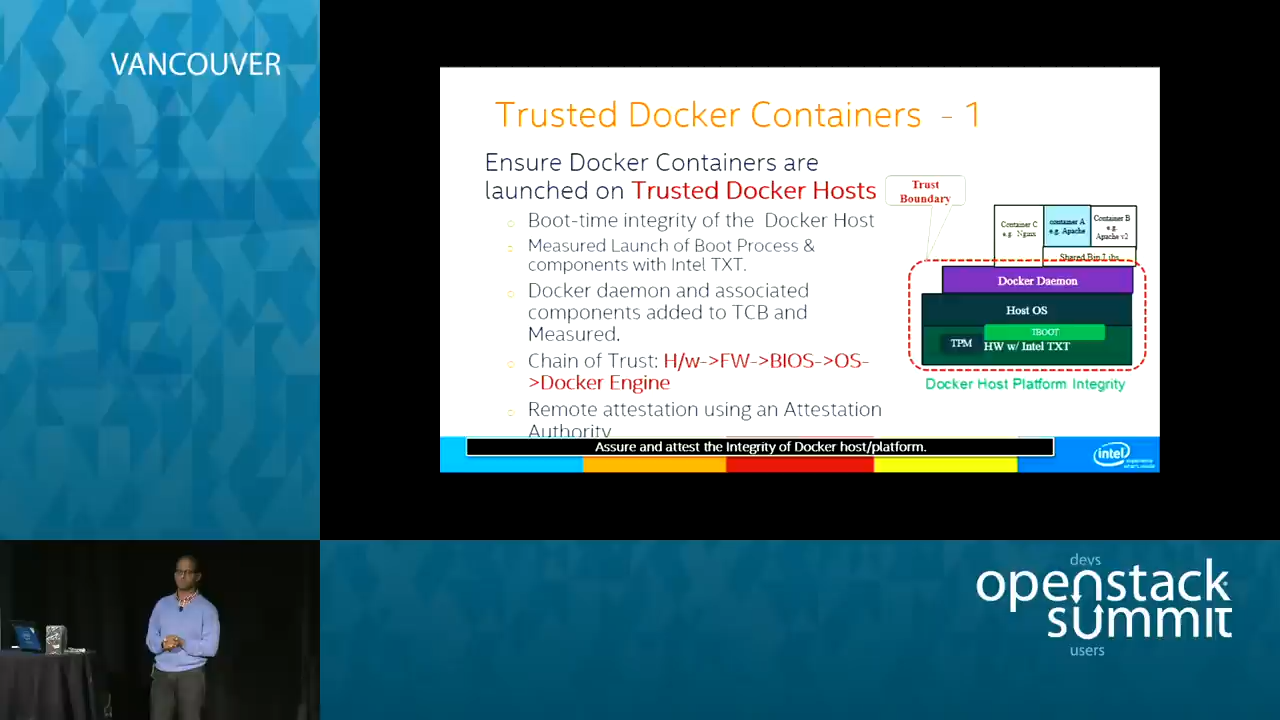 VANCOUVER
Trusted Docker Containers - 1
Ensure Docker Containers are
launched on Trusted Docker Hosts
Boot-time integrity of the Docker Host
Measured Launch of Boot Process &
components with Intel TXT.
Docker daemon and associated
components added to TCB and
Measured.
Chain of Trust: H/w->FW->BIOS->OS-
>Docker Engine
Remote attestation using an Attestation
Authority
Trust
Boundary
Container C
e.g. Nginx
container A
e.g. Apache
Container B
e.g.
Apache v2
Shared Bin/Libs
Docker Daemon
Host OS
TBOOT
TPM
HW w/ Intel TXT
Docker Host Platform Integrity
Assure and attest the Integrity of Docker host/platform.
intel
devs
openstack
summit
users